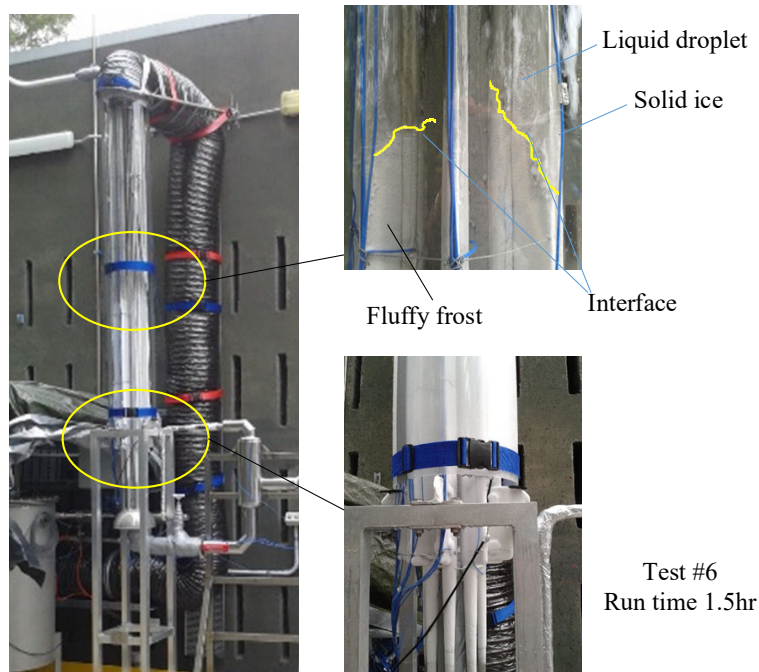 Liquid droplet
Solid ice
Interface
Fluffy frost
Test #6
Run time 1.5hr